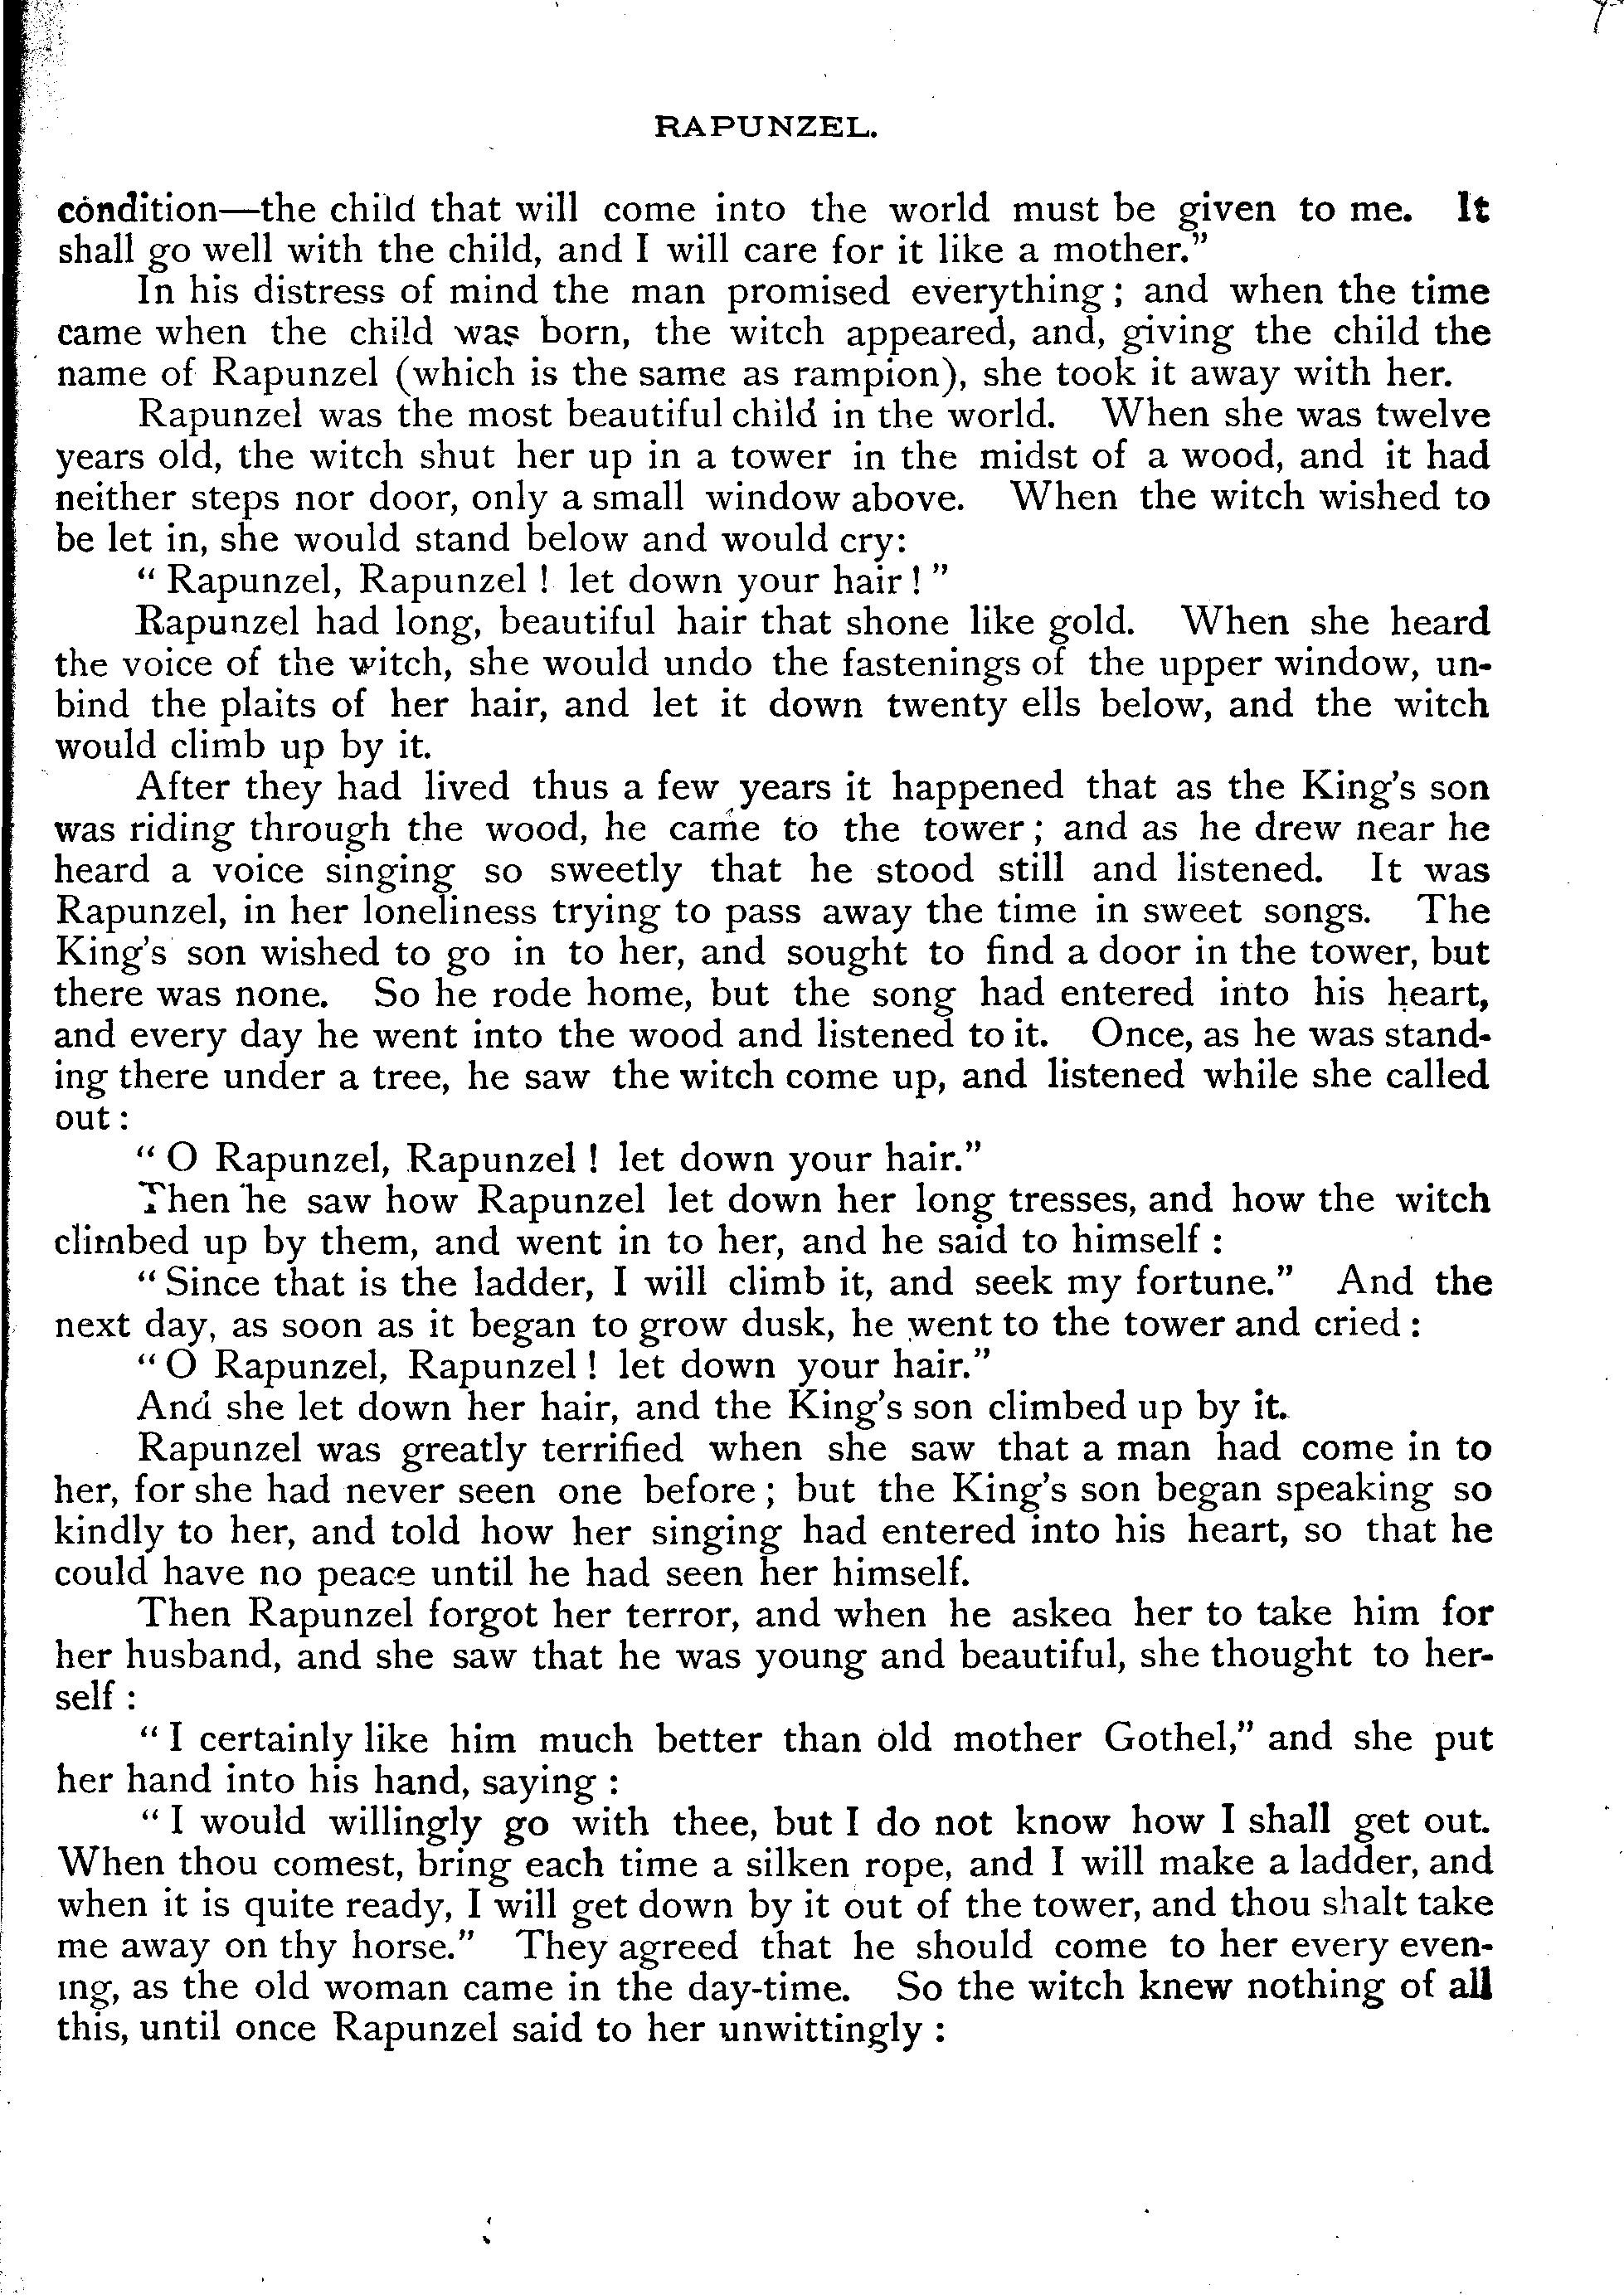 RAPUNZEL.
condition—the child that will come into the world must be given to me. It
shall go well with the child, and I will care for it like a mother."
In his distress of mind the man promised everything; and when the time
came when the child was born, the witch appeared, and, giving the child the
name of Rapunzel (which is the same as rampion), she took it away with her.
Rapunzel was the most beautiful child in the world. When she was twelve
years old, the witch shut her up in a tower in the midst of a wood, and it had
neither steps nor door, only a small window above. When the witch wished to
be let in, she would stand below and would cry:
"Rapunzel, Rapunzel! let down your hair!"
Rapunzel had long, beautiful hair that shone like gold. When she heard
the voice of the witch, she would undo the fastenings of the upper window, un-
bind the plaits of her hair, and let it down twenty ells below, and the witch
would climb up by it.
After they had lived thus a few years it happened that as the King's son
was riding through the wood, he came to the tower; and as he drew near he
heard a voice singing so sweetly that he stood still and listened. It was
Rapunzel, in her loneliness trying to pass away the time in sweet songs. The
King's son wished to go in to her, and sought to find a door in the tower, but
there was none. So he rode home, but the song had entered into his heart,
and every day he went into the wood and listened to it. Once, as he was stand-
ing there under a tree, he saw the witch come up, and listened while she called
out:
"O Rapunzel, Rapunzel! let down your hair."
Then he saw how Rapunzel let down her long tresses, and how the witch
climbed up by them, and went in to her, and he said to himself:
"Since that is the ladder, I will climb it, and seek my fortune." And the
next day, as soon as it began to grow dusk, he went to the tower and cried:
"O Rapunzel, Rapunzel! let down your hair."
And she let down her hair, and the King's son climbed up by it.
Rapunzel was greatly terrified when she saw that a man had come in to
her, for she had never seen one before; but the King's son began speaking so
kindly to her, and told how her singing had entered into his heart, so that he
could have no peace until he had seen her himself.
Then Rapunzel forgot her terror, and when he asked her to take him for
her husband, and she saw that he was young and beautiful, she thought to her-
self:
"I certainly like him much better than old mother Gothel," and she put
her hand into his hand, saying:
"I would willingly go with thee, but I do not know how I shall get out.
When thou comest, bring each time a silken rope, and I will make a ladder, and
when it is quite ready, I will get down by it out of the tower, and thou shalt take
me away on thy horse." They agreed that he should come to her every even-
ing, as the old woman came in the day-time. So the witch knew nothing of all
this, until once Rapunzel said to her unwittingly: